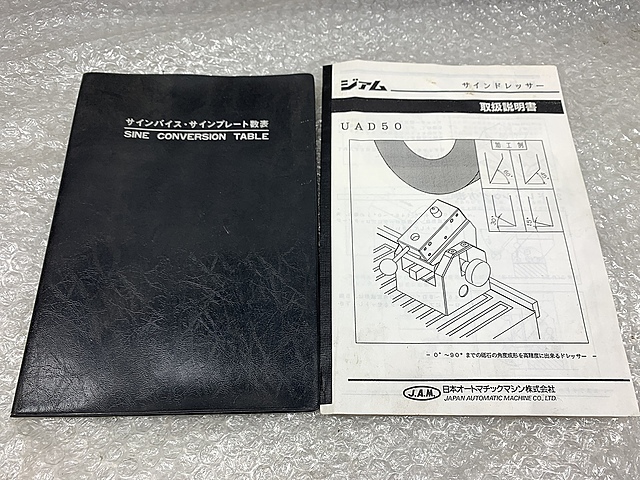 サインバイス・サインプレート数表
SINE CONVERSION TABLE
ジァム
サインドレッサー
取扱説明書
UAD50
加工例
30°
15°
- 0°~90°までの砥石の角度成形を高精度に出来るドレッサー -
J.A.M.
日本オートマチックマシン株式会社
JAPAN AUTOMATIC MACHINE CO., LTD.